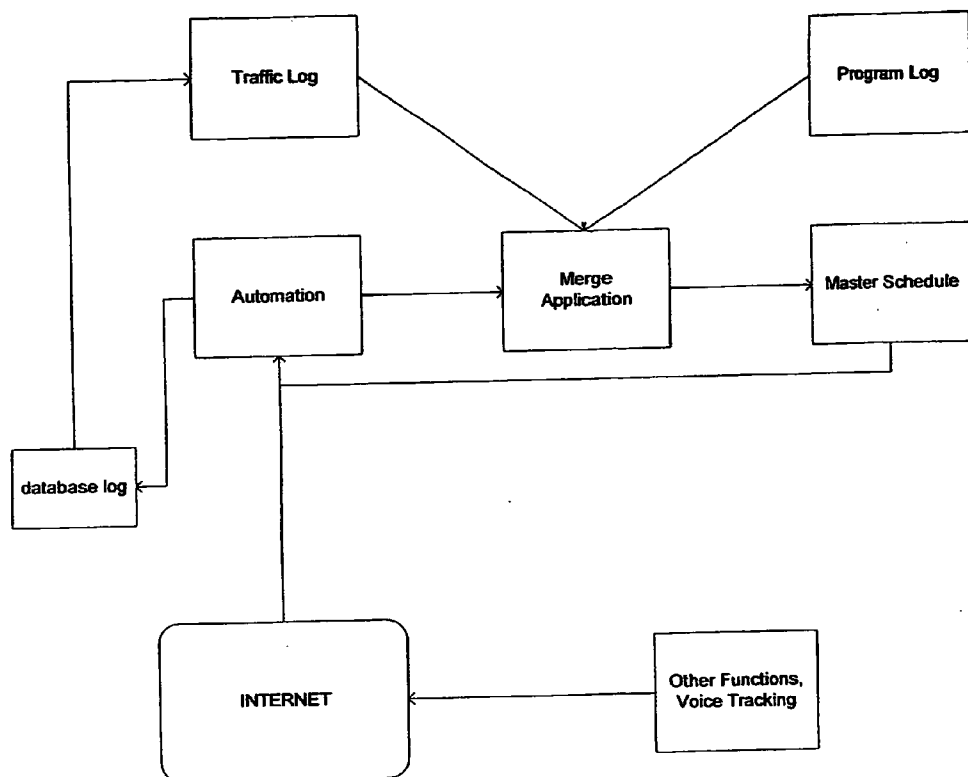 Traffic Log
Program Log
Automation
Merge
Application
Master Schedule
database log
INTERNET
Other Functions,
Voice Tracking